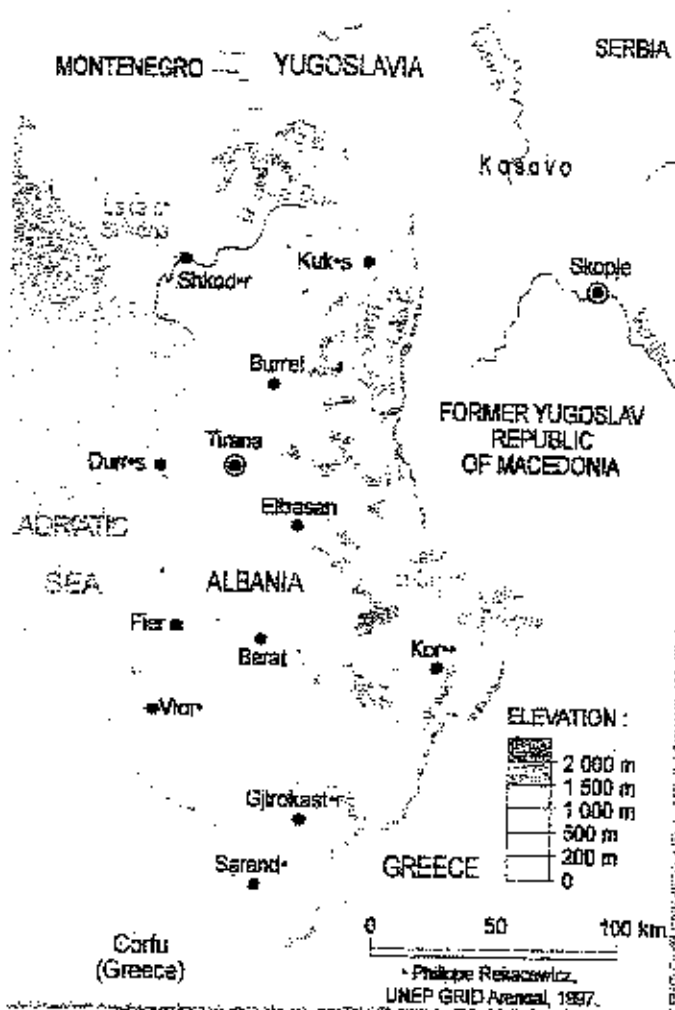 MONTENEGRO
YUGOSLAVIA
SERBIA
Kosavo
Shkod•r
Kuk•s
Skopje
Burrel
FORMER YUGOSLAV
REPUBLIC
OF MACEDONIA
Tirana
Durr•s
Elbasan
ADRIATIC
SEA
ALBANIA
Fier
Berat
Kor••
Vlor•
ELEVATION :
2 000 m
1 500 m
1 000 m
500 m
200 m
0
Gjirokast•r
Sarand•
GREECE
0 50 100 km
Corfu
(Greece)
• Philippe Rekacewicz,
UNEP GRID Arendal, 1997.